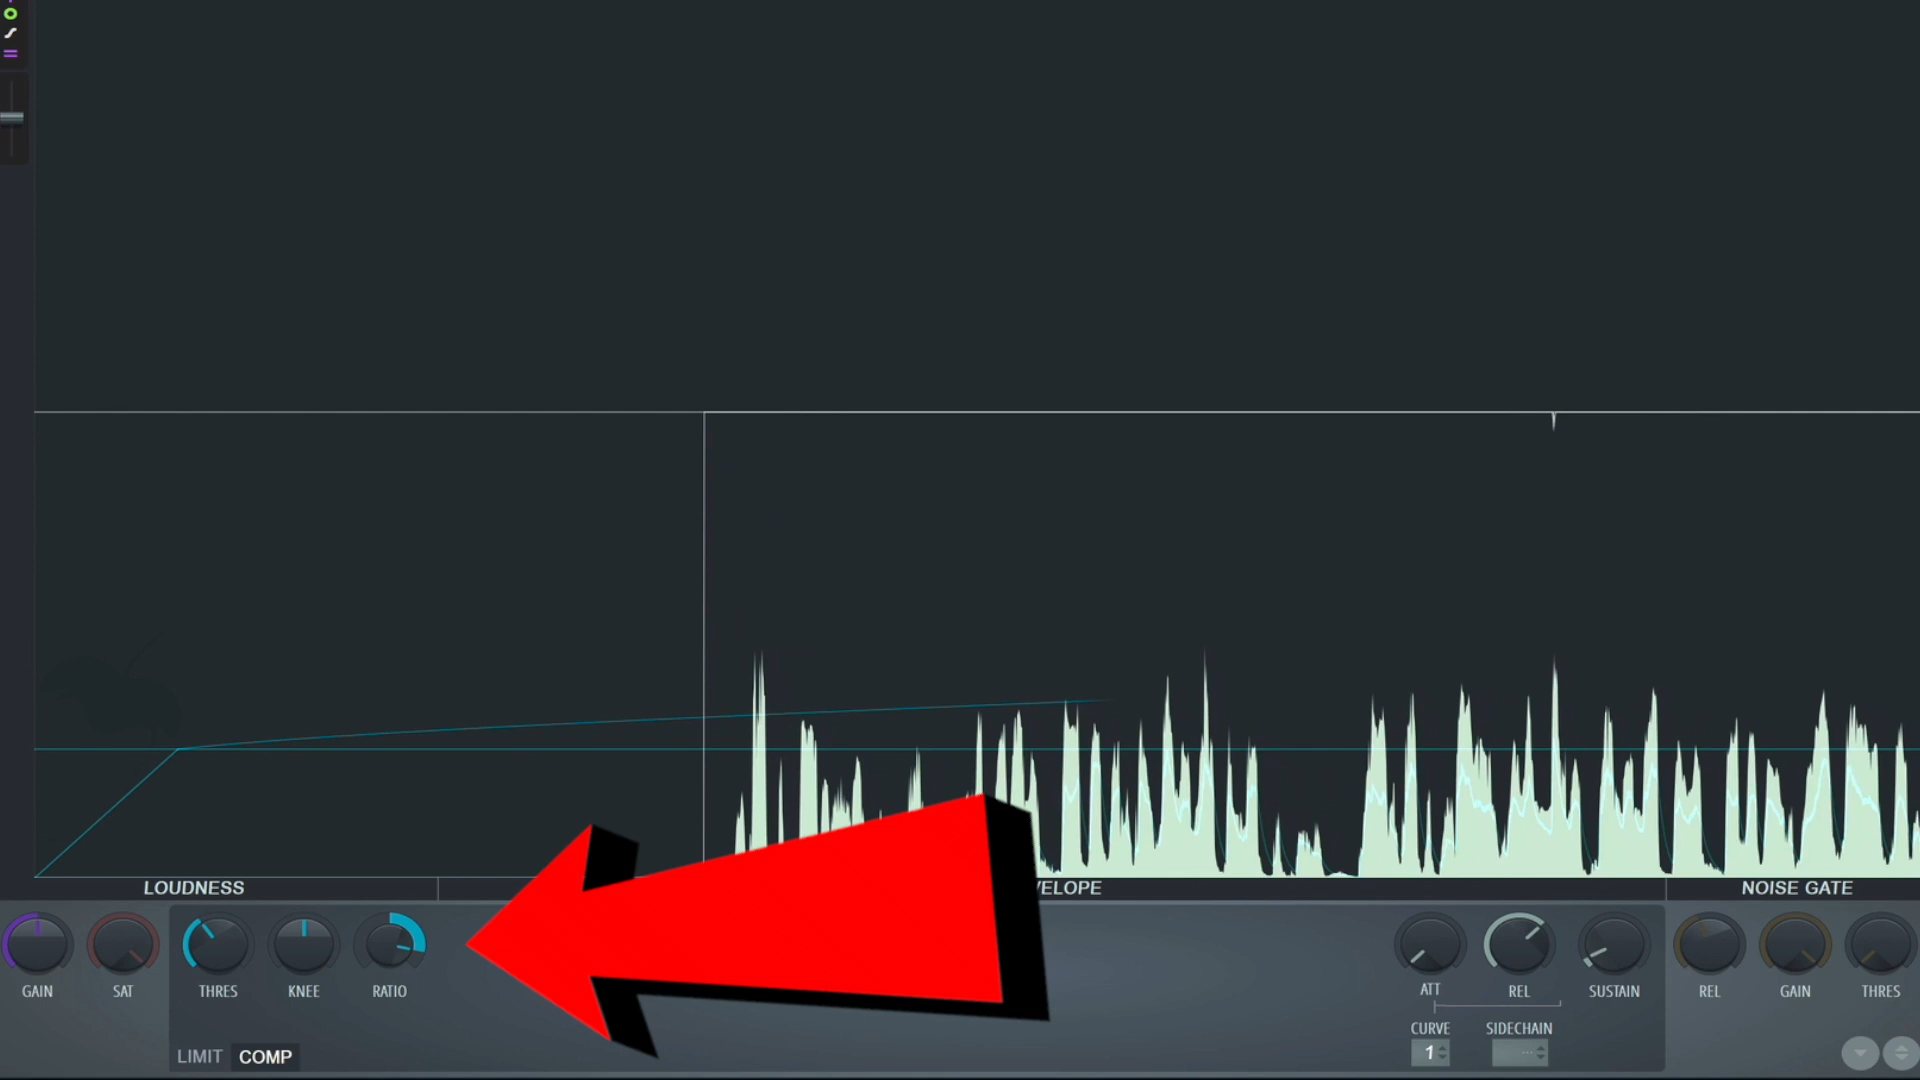 LOUDNESS
VELOPE
NOISE GATE
GAIN
SAT
THRES
KNEE
RATIO
ATT
REL
SUSTAIN
REL
GAIN
THRES
CURVE
SIDECHAIN
1
LIMIT
COMP